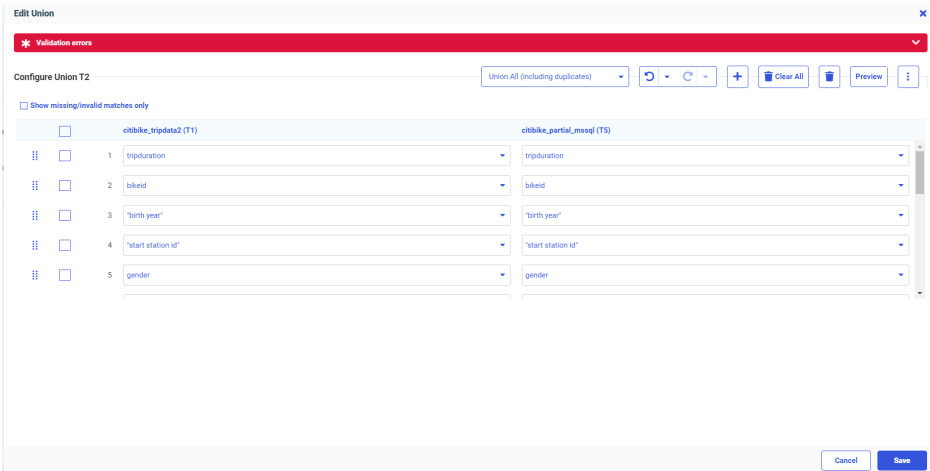 Edit Union
Validation errors
Configure Union T2
Union All (including duplicates)
Clear All
Preview
Show missing/invalid matches only
citibike_tripdata2 (T1) citibike_partial_mssql (T5)
1 tripduration tripduration
2 bikeid bikeid
3 "birth year" "birth year"
4 "start station id" "start station id"
5 gender gender
Cancel Save